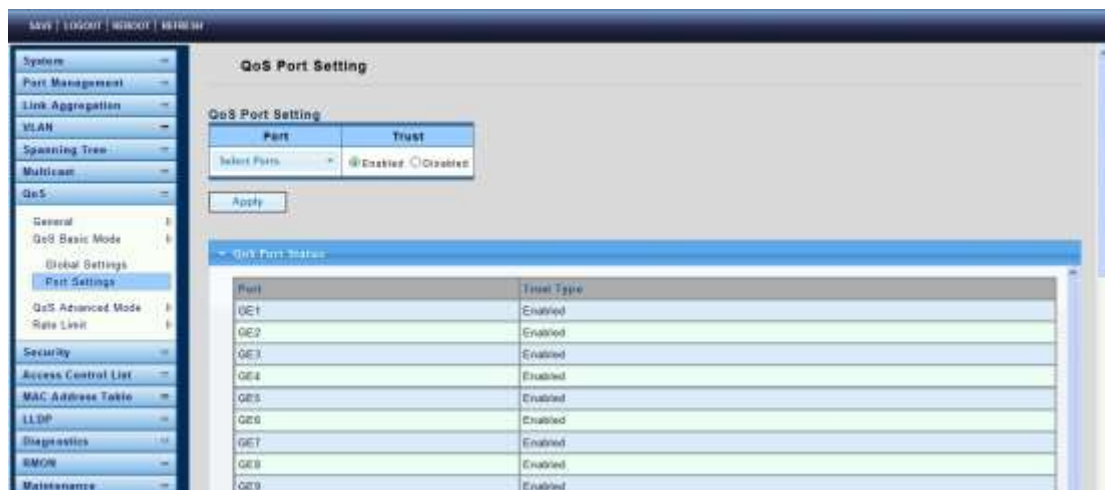 SAVE | LOGOUT | REBOOT | REFRESH
System
Port Management
Link Aggregation
VLAN
Spanning Tree
Multicast
QoS
General
QoS Basic Mode
Global Settings
Port Settings
QoS Advanced Mode
Rate Limit
Security
Access Control List
MAC Address Table
LLDP
Diagnostics
RMON
Maintenance
QoS Port Setting
QoS Port Setting
Port Trust
Select Ports Enabled Disabled
Apply
QoS Port Status
Port Trust Type
GE1 Enabled
GE2 Enabled
GE3 Enabled
GE4 Enabled
GE5 Enabled
GE6 Enabled
GE7 Enabled
GE8 Enabled
GE9 Enabled